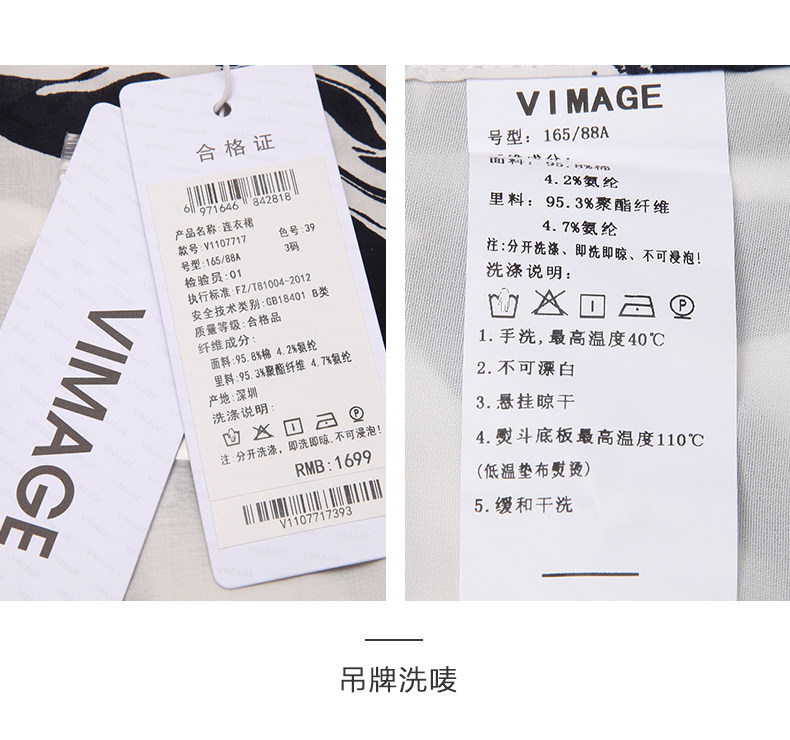 合格证
6 971646 842818
产品名称:连衣裙
款号:V1107717 色号:39
号型:165/88A 3码
检验员:01
执行标准:FZ/T81004-2012
安全技术类别:GB18401 B类
质量等级:合格品
纤维成分:
面料:95.8%棉 4.2%氨纶
里料:95.3%聚酯纤维 4.7%氨纶
产地:深圳
洗涤说明:
P
注:分开洗涤,即洗即晾,不可浸泡!
RMB:1699
V1107717393
VIMAGE
VIMAGE
号型: 165/88A
4.2%氨纶
里料: 95.3%聚酯纤维
4.7%氨纶
注:分开洗涤、即洗即晾、不可浸泡!
洗涤说明:
P
1.手洗,最高温度40℃
2.不可漂白
3.悬挂晾干
4.熨斗底板最高温度110℃
(低温垫布熨烫)
5.缓和干洗
吊牌洗唛